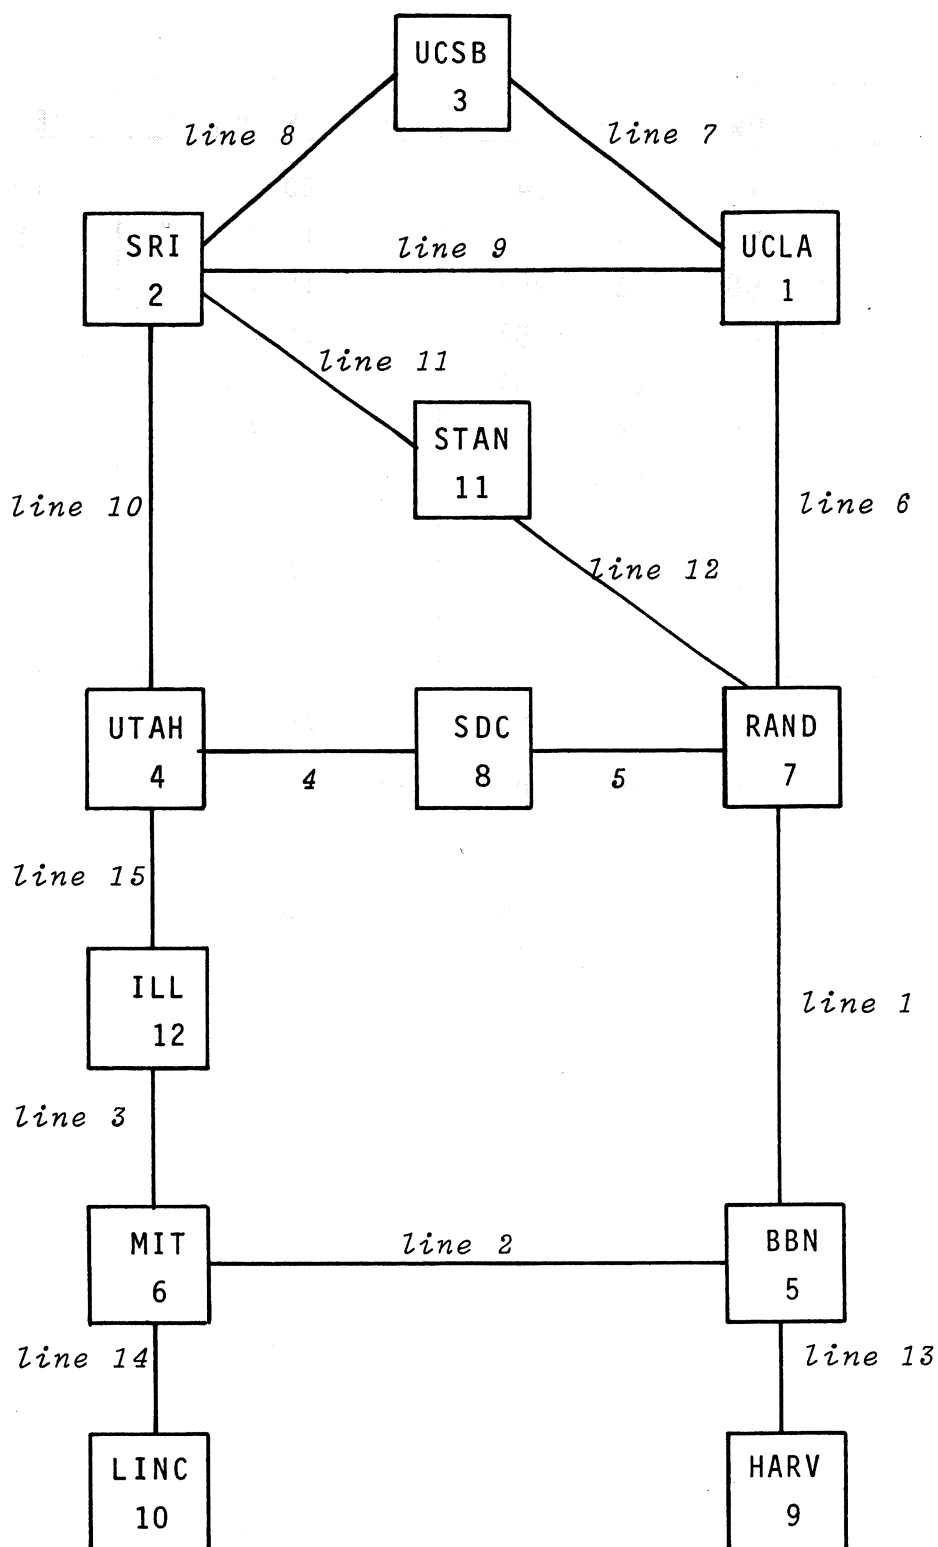 UCSB
3
line 8
line 7
SRI
2
line 9
UCLA
1
line 11
STAN
11
line 10
line 6
line 12
UTAH
4
4
SDC
8
5
RAND
7
line 15
ILL
12
line 1
line 3
MIT
6
line 2
BBN
5
line 14
line 13
LINC
10
HARV
9